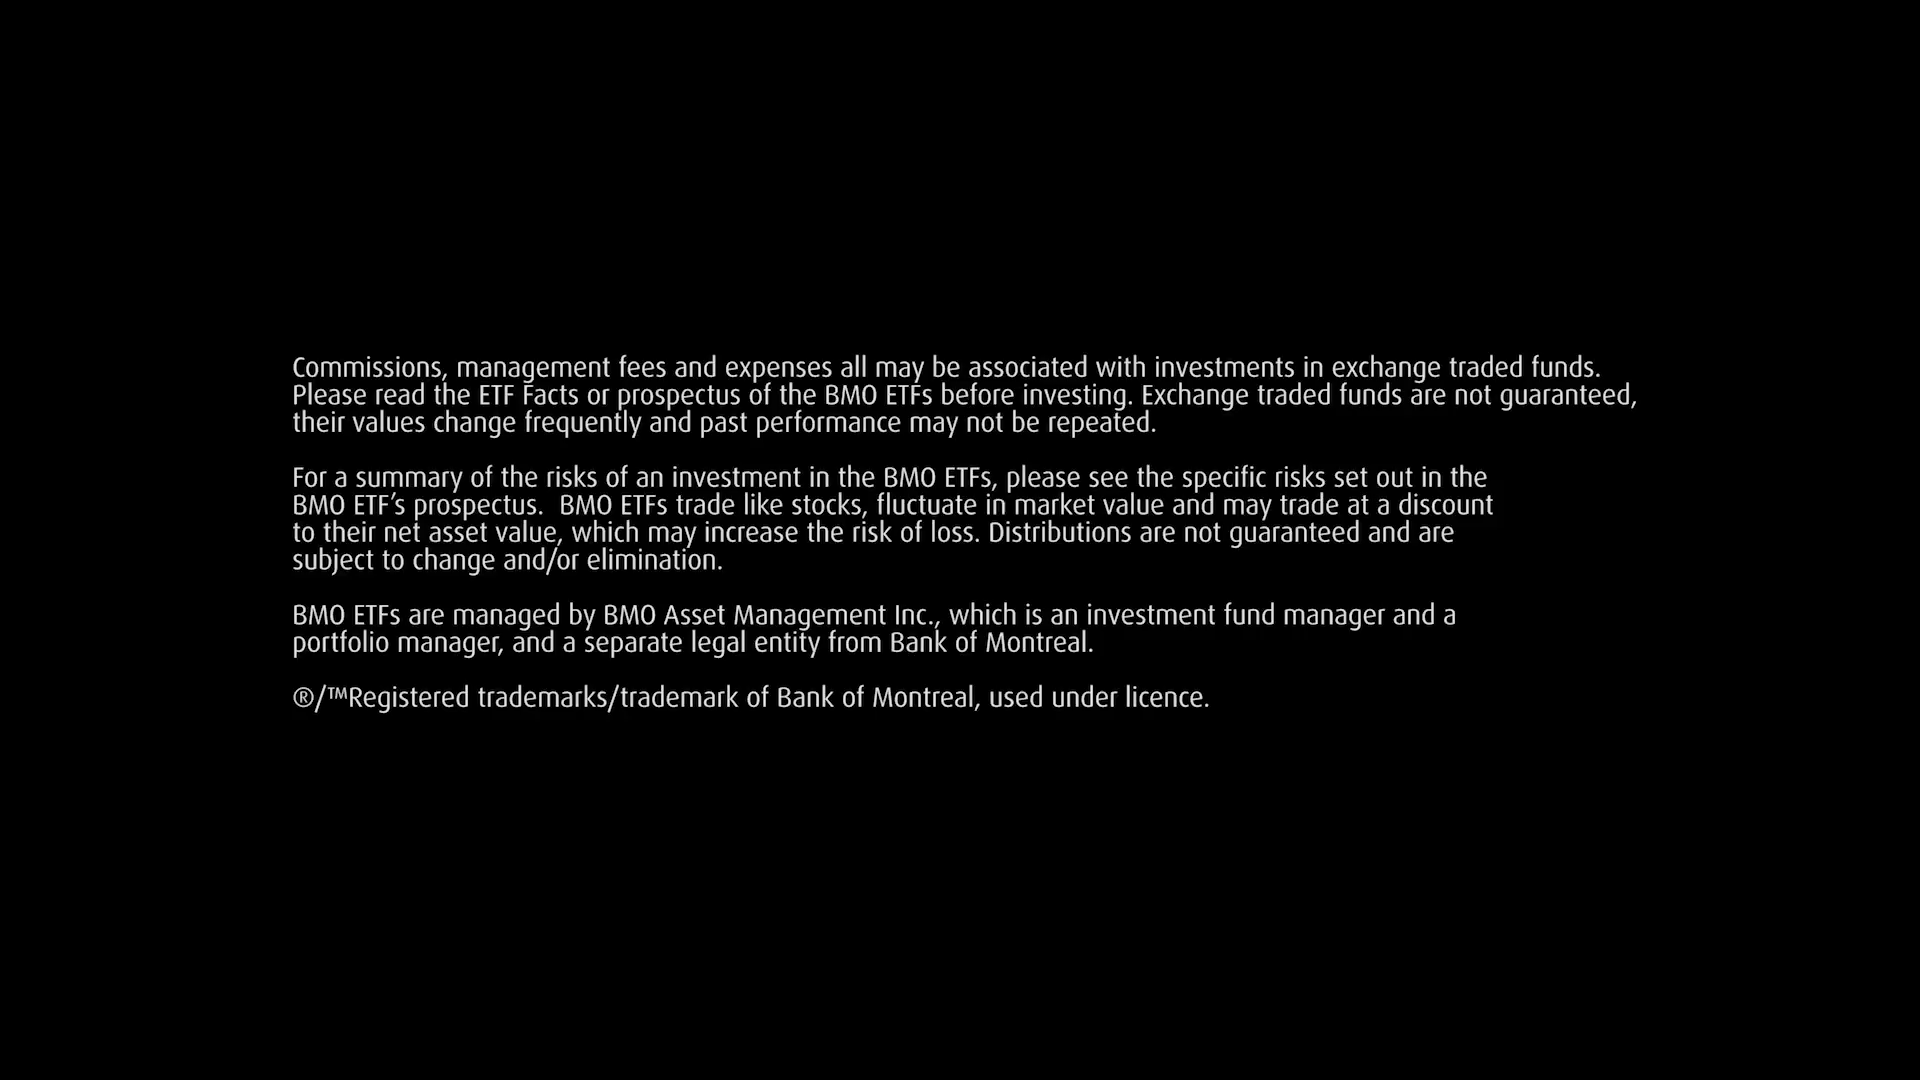 Commissions, management fees and expenses all may be associated with investments in exchange traded funds.
Please read the ETF Facts or prospectus of the BMO ETFs before investing. Exchange traded funds are not guaranteed,
their values change frequently and past performance may not be repeated.
For a summary of the risks of an investment in the BMO ETFs, please see the specific risks set out in the
BMO ETF’s prospectus.  BMO ETFs trade like stocks, fluctuate in market value and may trade at a discount
to their net asset value, which may increase the risk of loss. Distributions are not guaranteed and are
subject to change and/or elimination.
BMO ETFs are managed by BMO Asset Management Inc., which is an investment fund manager and a
portfolio manager, and a separate legal entity from Bank of Montreal.
®/™Registered trademarks/trademark of Bank of Montreal, used under licence.